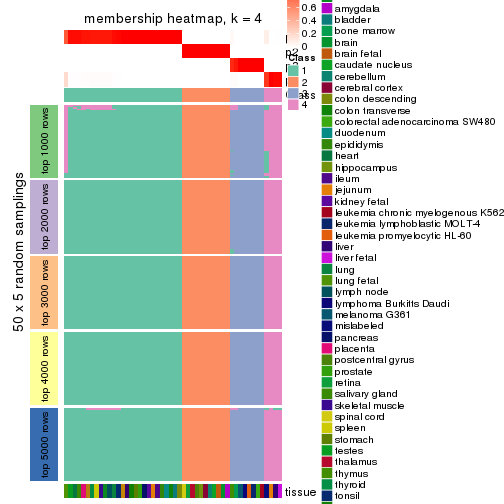 membership heatmap, k = 4
50 x 5 random samplings
top 1000 rows
top 2000 rows
top 3000 rows
top 4000 rows
top 5000 rows
0.6
0.4
0.2
0
Class
1
2
3
4
tissue
amygdala
bladder
bone marrow
brain
brain fetal
caudate nucleus
cerebellum
cerebral cortex
colon descending
colon transverse
colorectal adenocarcinoma SW480
duodenum
epididymis
heart
hippocampus
ileum
jejunum
kidney fetal
leukemia chronic myelogenous K562
leukemia lymphoblastic MOLT-4
leukemia promyelocytic HL-60
liver
liver fetal
lung
lung fetal
lymph node
lymphoma Burkitts Daudi
melanoma G361
mislabeled
pancreas
placenta
postcentral gyrus
prostate
retina
salivary gland
skeletal muscle
spinal cord
spleen
stomach
testes
thalamus
thymus
thyroid
tonsil